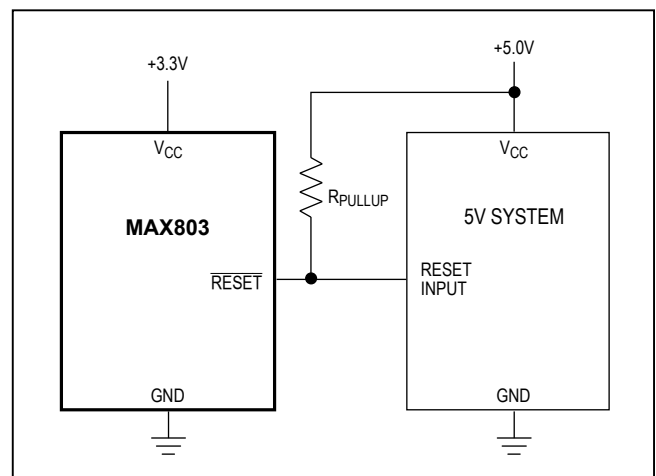 +3.3V
+5.0V
VCC
VCC
RPULLUP
MAX803
5V SYSTEM
RESET
RESET
INPUT
GND
GND